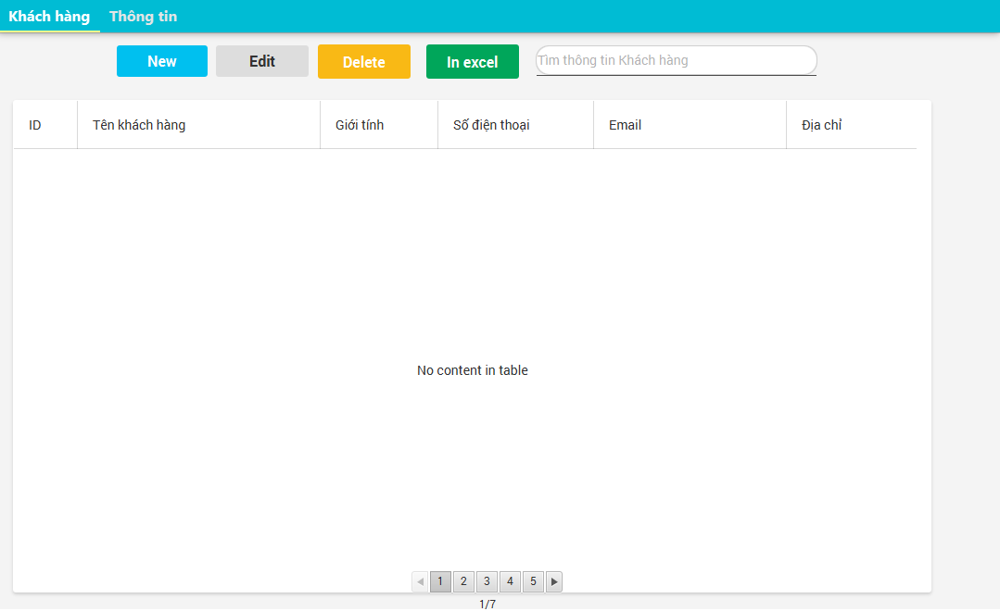 Khách hàng Thông tin
New Edit Delete In excel Tìm thông tin Khách hàng
ID Tên khách hàng Giới tính Số điện thoại Email Địa chỉ
No content in table
1 2 3 4 5
1/7